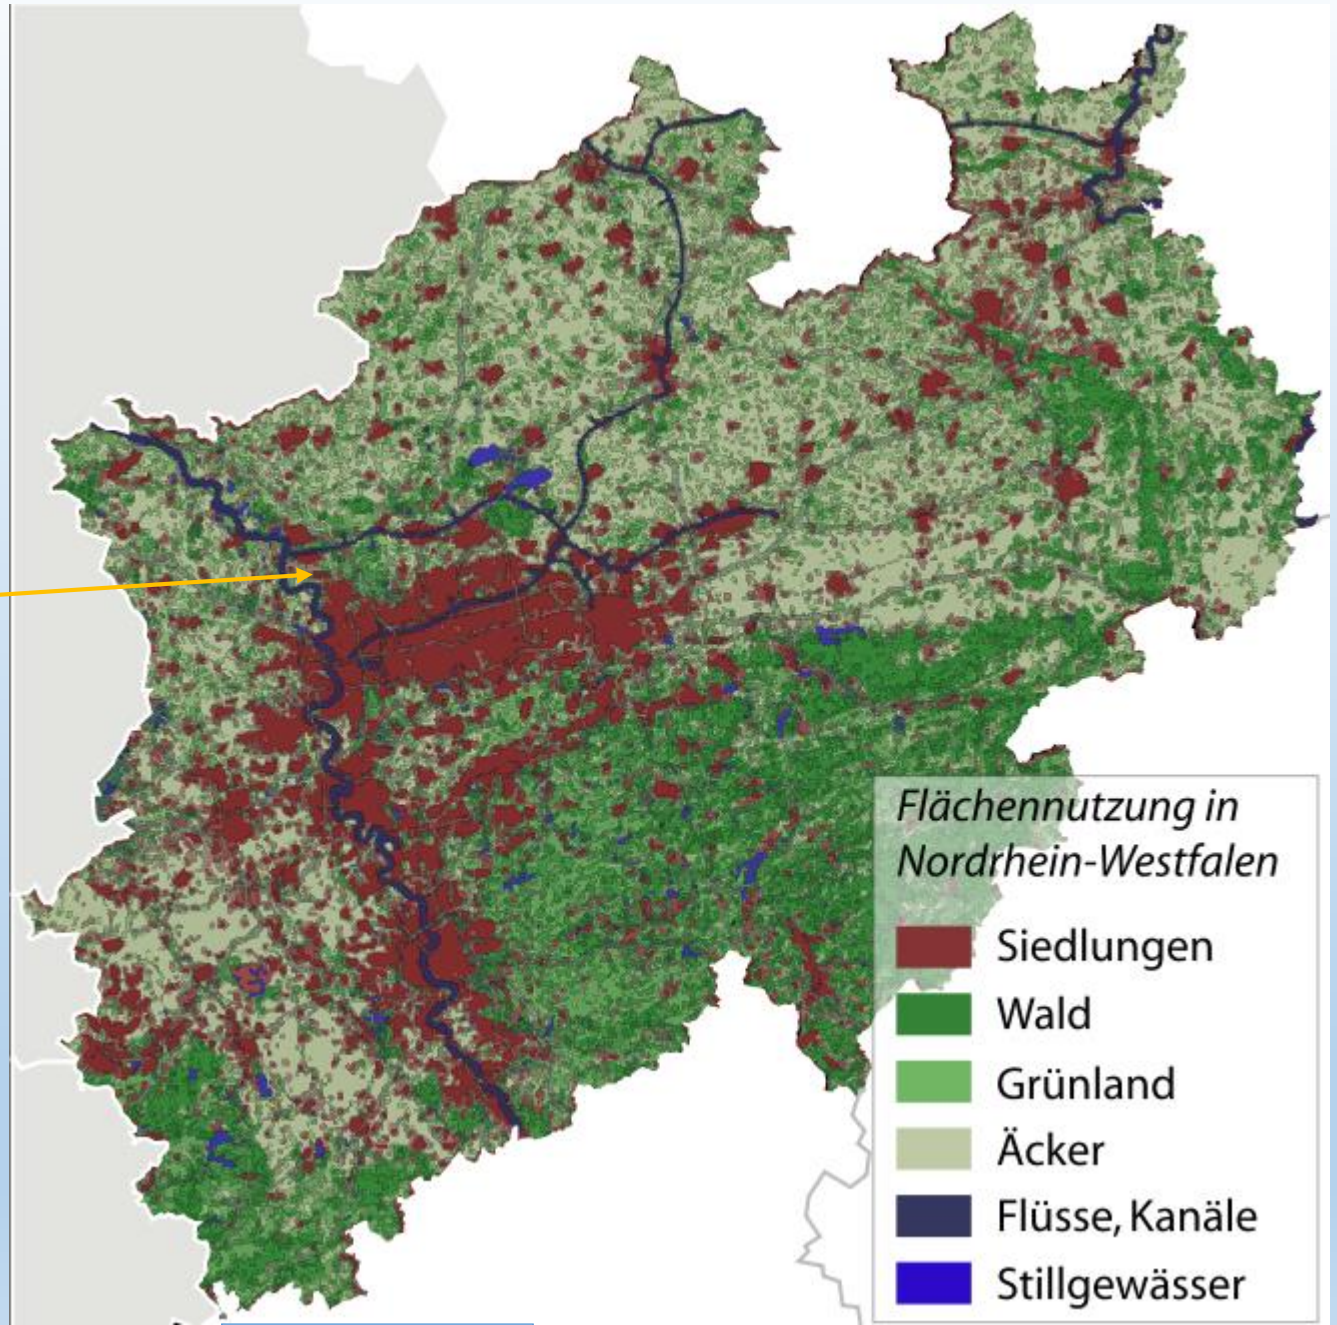 Flächennutzung in
Nordrhein-Westfalen
Siedlungen
Wald
Grünland
Äcker
Flüsse, Kanäle
Stillgewässer